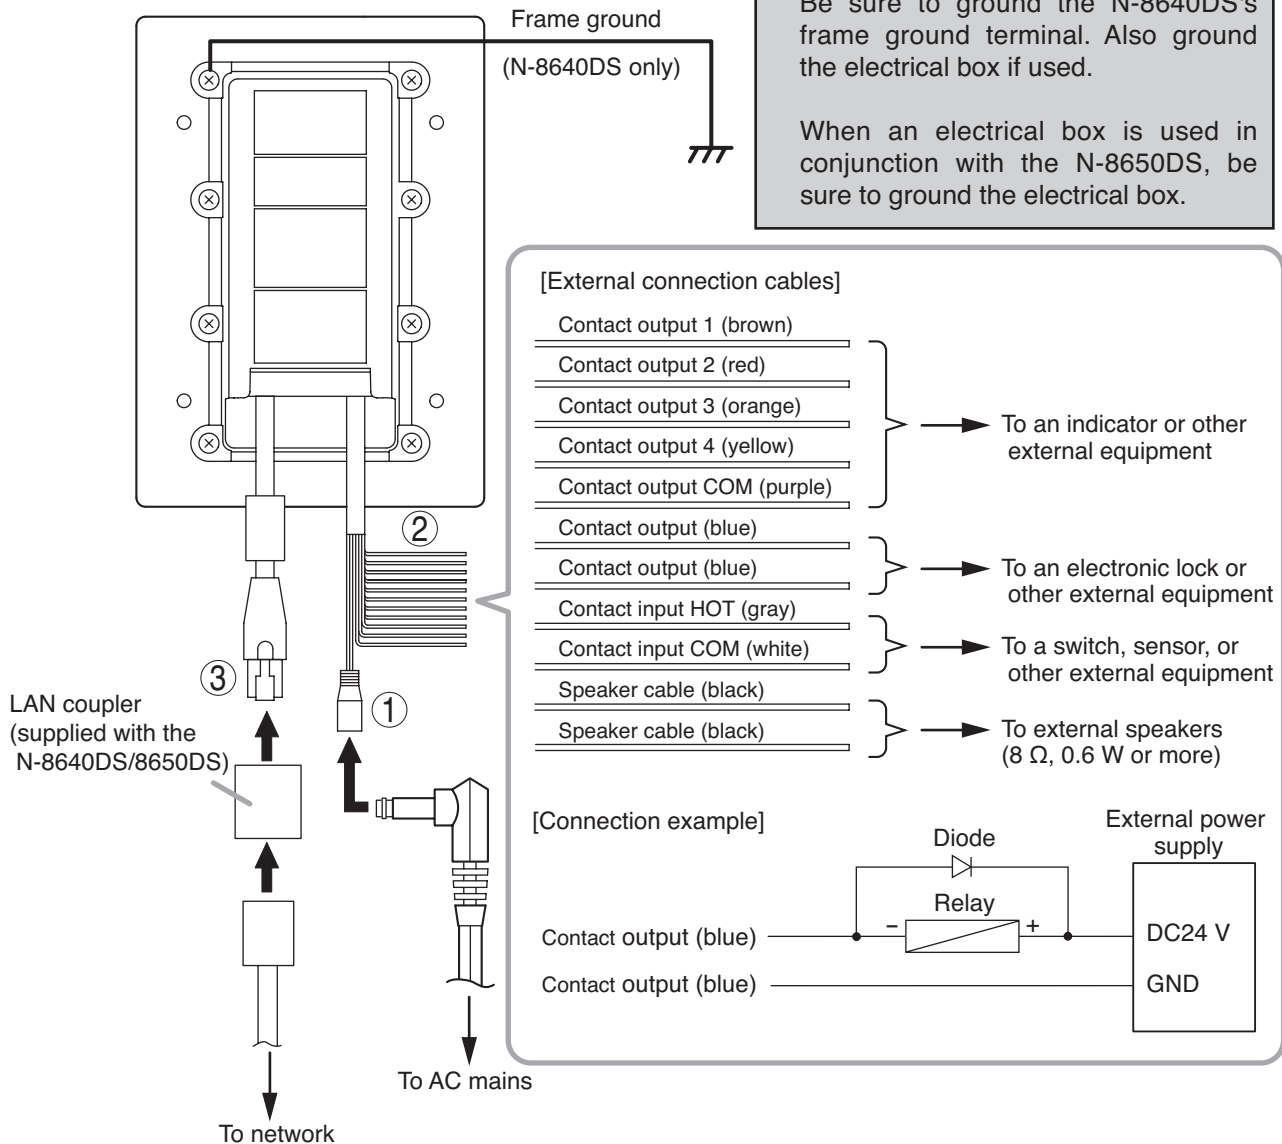 Frame ground
(N-8640DS only)
Be sure to ground the N-8640DS's
frame ground terminal. Also ground
the electrical box if used.
When an electrical box is used in
conjunction with the N-8650DS, be
sure to ground the electrical box.
[External connection cables]
Contact output 1 (brown)
Contact output 2 (red)
Contact output 3 (orange)
Contact output 4 (yellow)
Contact output COM (purple)
To an indicator or other
external equipment
Contact output (blue)
Contact output (blue)
To an electronic lock or
other external equipment
Contact input HOT (gray)
Contact input COM (white)
To a switch, sensor, or
other external equipment
Speaker cable (black)
Speaker cable (black)
To external speakers
(8 Ω, 0.6 W or more)
②
③
①
LAN coupler
(supplied with the
N-8640DS/8650DS)
To AC mains
To network
[Connection example]
Diode
Relay
–
+
External power
supply
Contact output (blue)
DC24 V
Contact output (blue)
GND